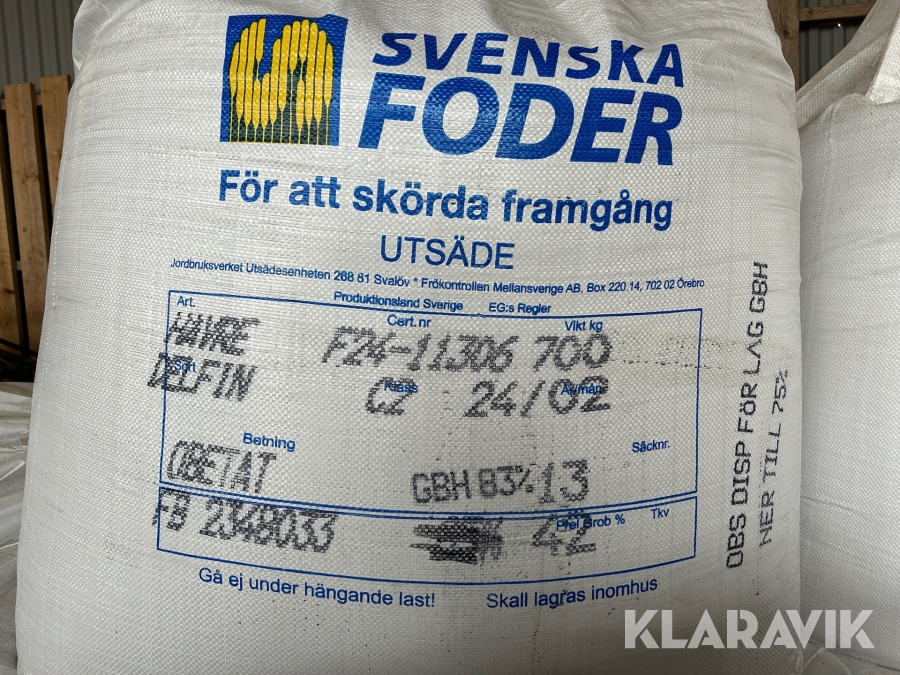 SVENSKA
FODER
För att skörda framgång
UTSÄDE
Jordbruksverket Utsädesenheten 268 81 Svalöv * Frökontrollen Mellansverige AB, Box 220 14, 702 02 Örebro
Produktionsland Sverige EG:s Regler
Art. Cert.nr Vikt kg
HAVRE F24-11306 700
Sort Klass Av/mån
DELFIN C2 24/02
Betning Säcknr.
OBETAT GBH 83% 13
Grob % Tkv
FB 2348033 42
Gå ej under hängande last! Skall lagras inomhus
OBS DISP FÖR LAG GBH
NER TILL 75%
KLARAVIK